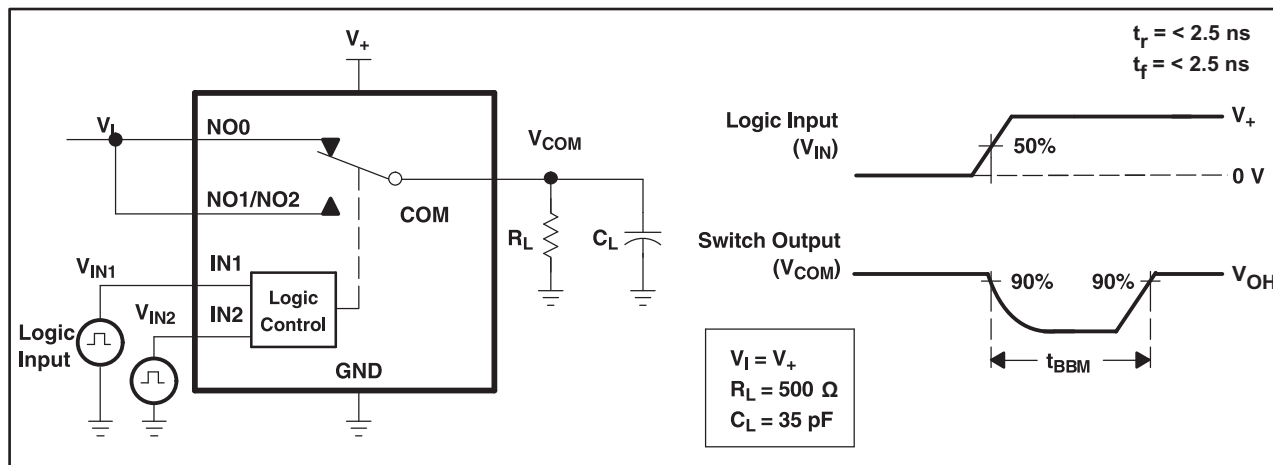 V+
tr = < 2.5 ns
tf = < 2.5 ns
VI
NO0
NO1/NO2
COM
VCOM
RL
CL
VIN1
IN1
VIN2
IN2
Logic
Control
Logic
Input
GND
Logic Input
(VIN)
50%
V+
0 V
Switch Output
(VCOM)
90%
90%
VOH
tBBM
VI = V+
RL = 500 Ω
CL = 35 pF